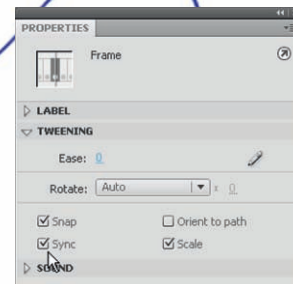 PROPERTIES
Frame
LABEL
TWEENING
Ease: 0
Rotate: Auto x 0
Snap Orient to path
Sync Scale
SOUND